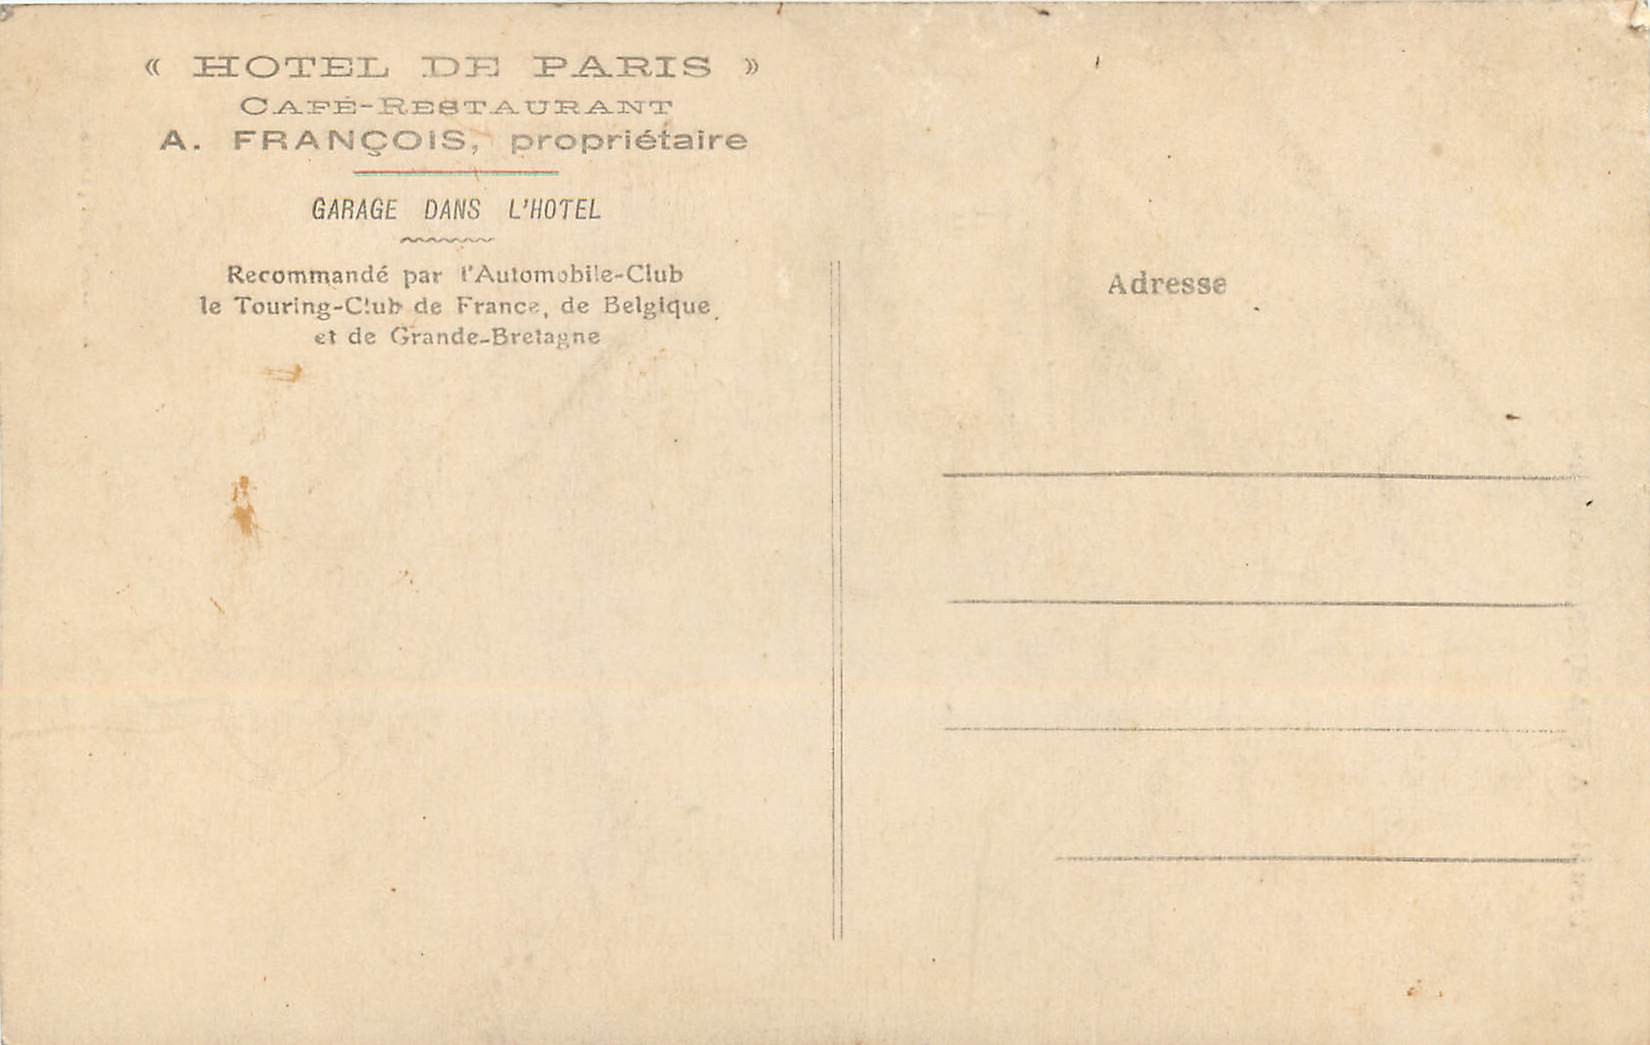 « HOTEL DE PARIS »
CAFÉ-RESTAURANT
A. FRANÇOIS, propriétaire
GARAGE DANS L'HOTEL
Recommandé par l'Automobile-Club
le Touring-Club de France, de Belgique
et de Grande-Bretagne
Adresse